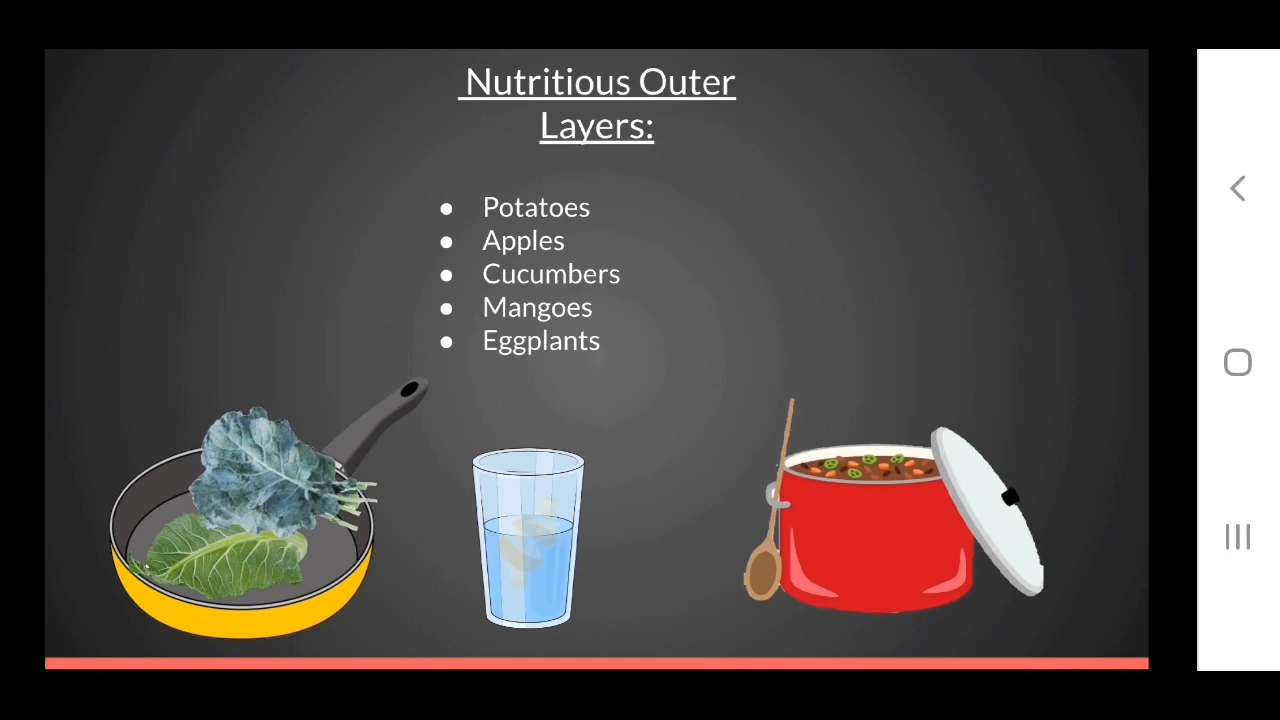 Nutritious Outer
Layers:
● Potatoes
● Apples
● Cucumbers
● Mangoes
● Eggplants